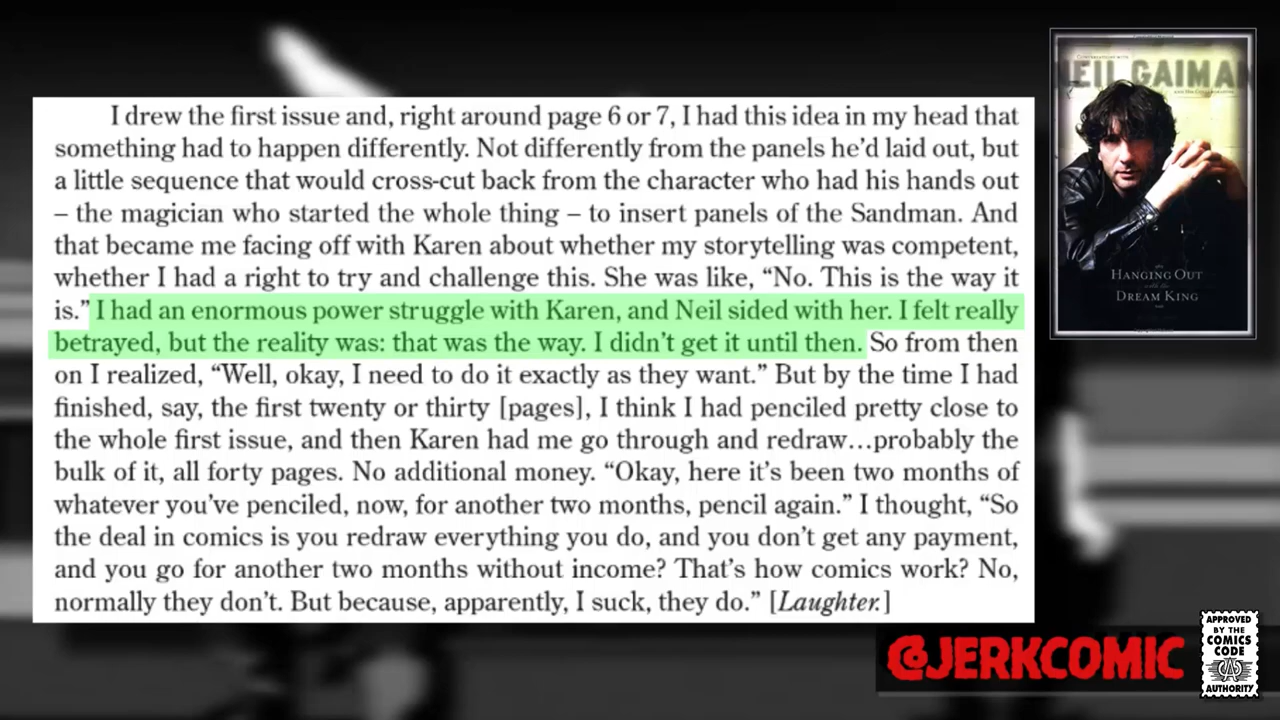 I drew the first issue and, right around page 6 or 7, I had this idea in my head that
something had to happen differently. Not differently from the panels he’d laid out, but
a little sequence that would cross-cut back from the character who had his hands out
– the magician who started the whole thing – to insert panels of the Sandman. And
that became me facing off with Karen about whether my storytelling was competent,
whether I had a right to try and challenge this. She was like, “No. This is the way it
is.” I had an enormous power struggle with Karen, and Neil sided with her. I felt really
betrayed, but the reality was: that was the way. I didn’t get it until then. So from then
on I realized, “Well, okay, I need to do it exactly as they want.” But by the time I had
finished, say, the first twenty or thirty [pages], I think I had penciled pretty close to
the whole first issue, and then Karen had me go through and redraw…probably the
bulk of it, all forty pages. No additional money. “Okay, here it’s been two months of
whatever you’ve penciled, now, for another two months, pencil again.” I thought, “So
the deal in comics is you redraw everything you do, and you don’t get any payment,
and you go for another two months without income? That’s how comics work? No,
normally they don’t. But because, apparently, I suck, they do.” [Laughter.]
NEIL GAIMAN
HANGING OUT
with the
DREAM KING
@JERKCOMIC
APPROVED
BY THE
COMICS
CODE
AUTHORITY